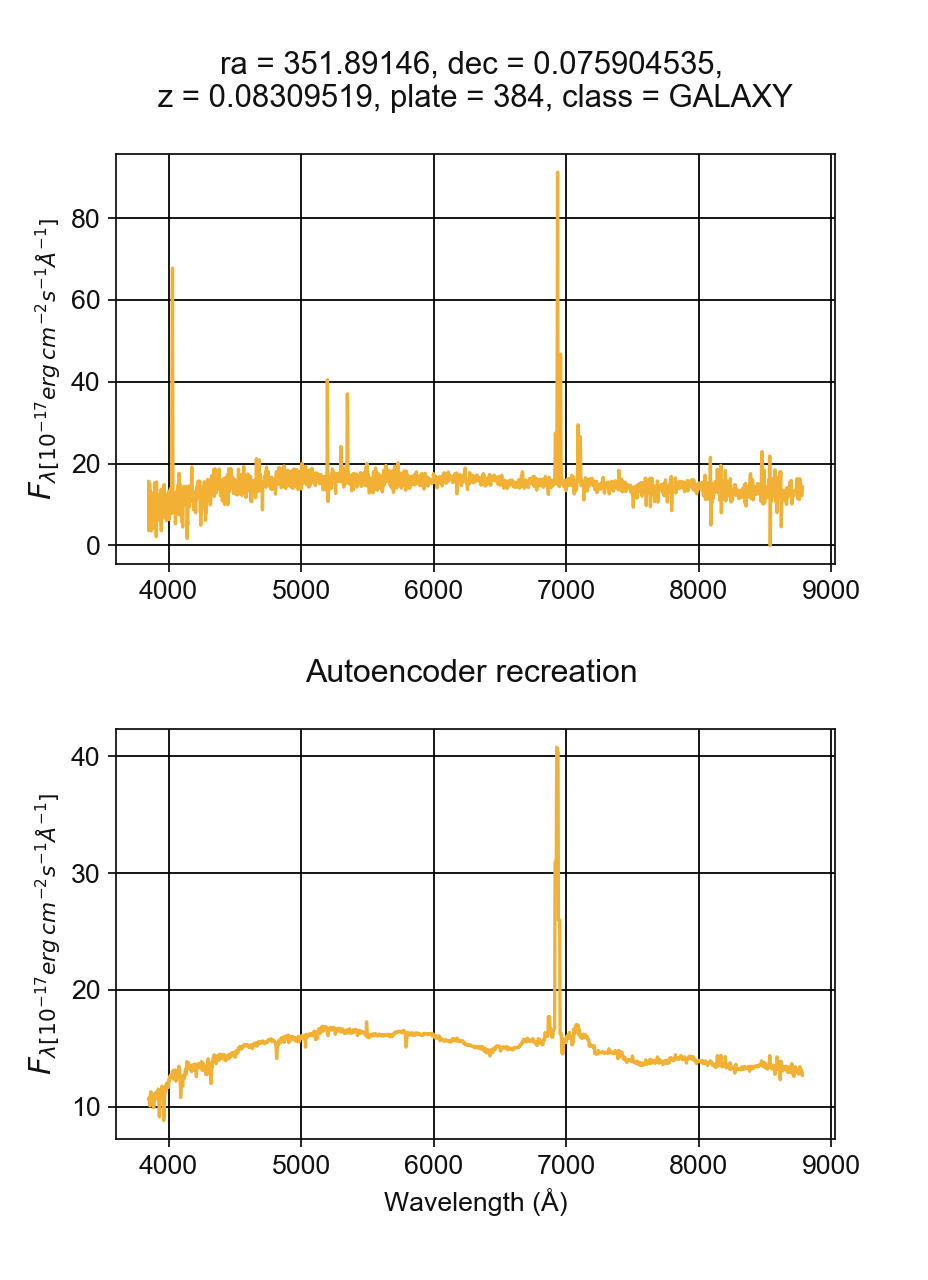 ra = 351.89146, dec = 0.075904535,
z = 0.08309519, plate = 384, class = GALAXY
F_λ[10⁻¹⁷erg cm⁻²s⁻¹Å⁻¹]
80
60
40
20
0
4000 5000 6000 7000 8000 9000
Autoencoder recreation
F_λ[10⁻¹⁷erg cm⁻²s⁻¹Å⁻¹]
40
30
20
10
4000 5000 6000 7000 8000 9000
Wavelength (Å)